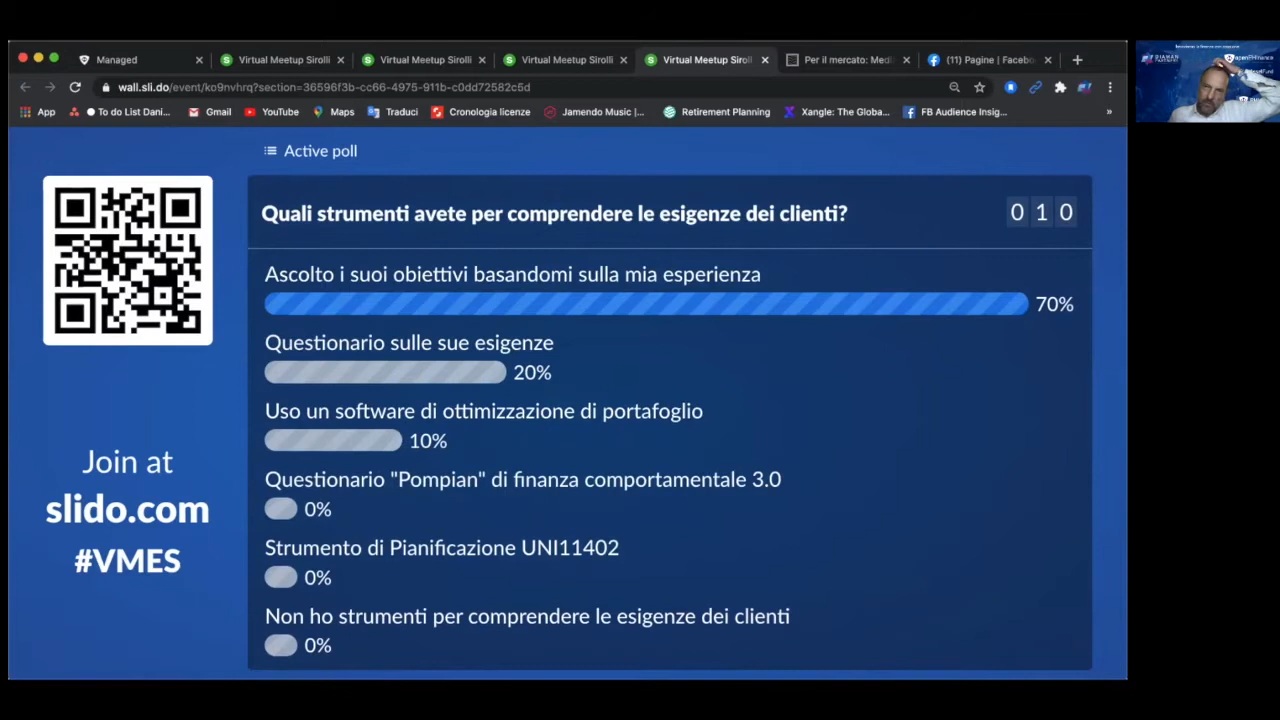 Managed
Virtual Meetup Sirolli
Virtual Meetup Sirolli
Virtual Meetup Sirolli
Virtual Meetup Siroll
Per il mercato: Med
(11) Pagine | Facebo
wall.sli.do/event/ko9nvhrq?section=36596f3b-cc66-4975-911b-c0dd72582c5d
App
To do List Dani...
Gmail
YouTube
Maps
Traduci
Cronologia licenze
Jamendo Music |...
Retirement Planning
Xangle: The Globa...
FB Audience Insig...
»
Active poll
Quali strumenti avete per comprendere le esigenze dei clienti?
0 1 0
Ascolto i suoi obiettivi basandomi sulla mia esperienza
70%
Questionario sulle sue esigenze
20%
Uso un software di ottimizzazione di portafoglio
10%
Questionario "Pompian" di finanza comportamentale 3.0
0%
Strumento di Pianificazione UNI11402
0%
Non ho strumenti per comprendere le esigenze dei clienti
0%
Join at
slido.com
#VMES